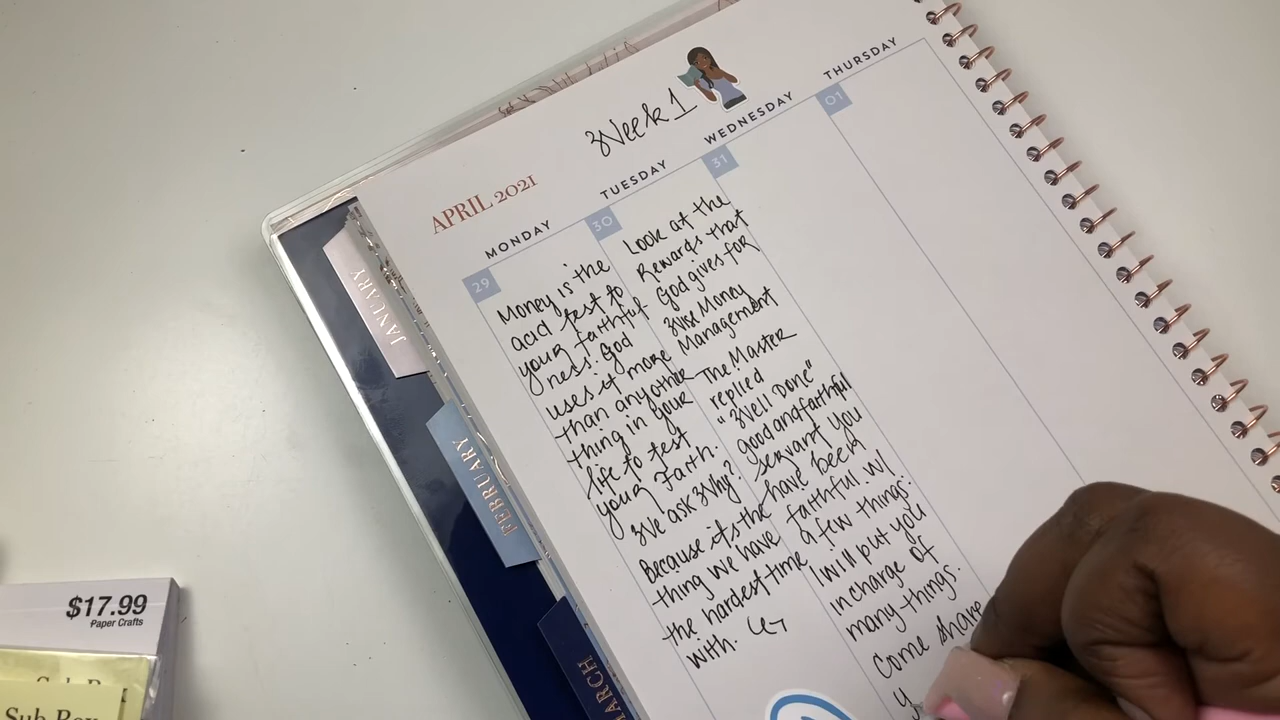 Week 1
APRIL 2021
MONDAY
TUESDAY
WEDNESDAY
THURSDAY
29
30
31
01
Money is the
acid test to
your faithful
ness. God
uses it more
than anyother
thing in your
life to test
your Faith.
We ask Why?
Because its the
thing we have
the hardest time
with.
Look at the
Rewards that
God gives for
Wise Money
Management
The Master
replied
"Well Done"
good and faithful
servant you
have been
faithful w/
a few things.
I will put you
in charge of
many things.
Come share
y
JANUARY
FEBRUARY
MARCH
$17.99
Paper Crafts
Sub Box